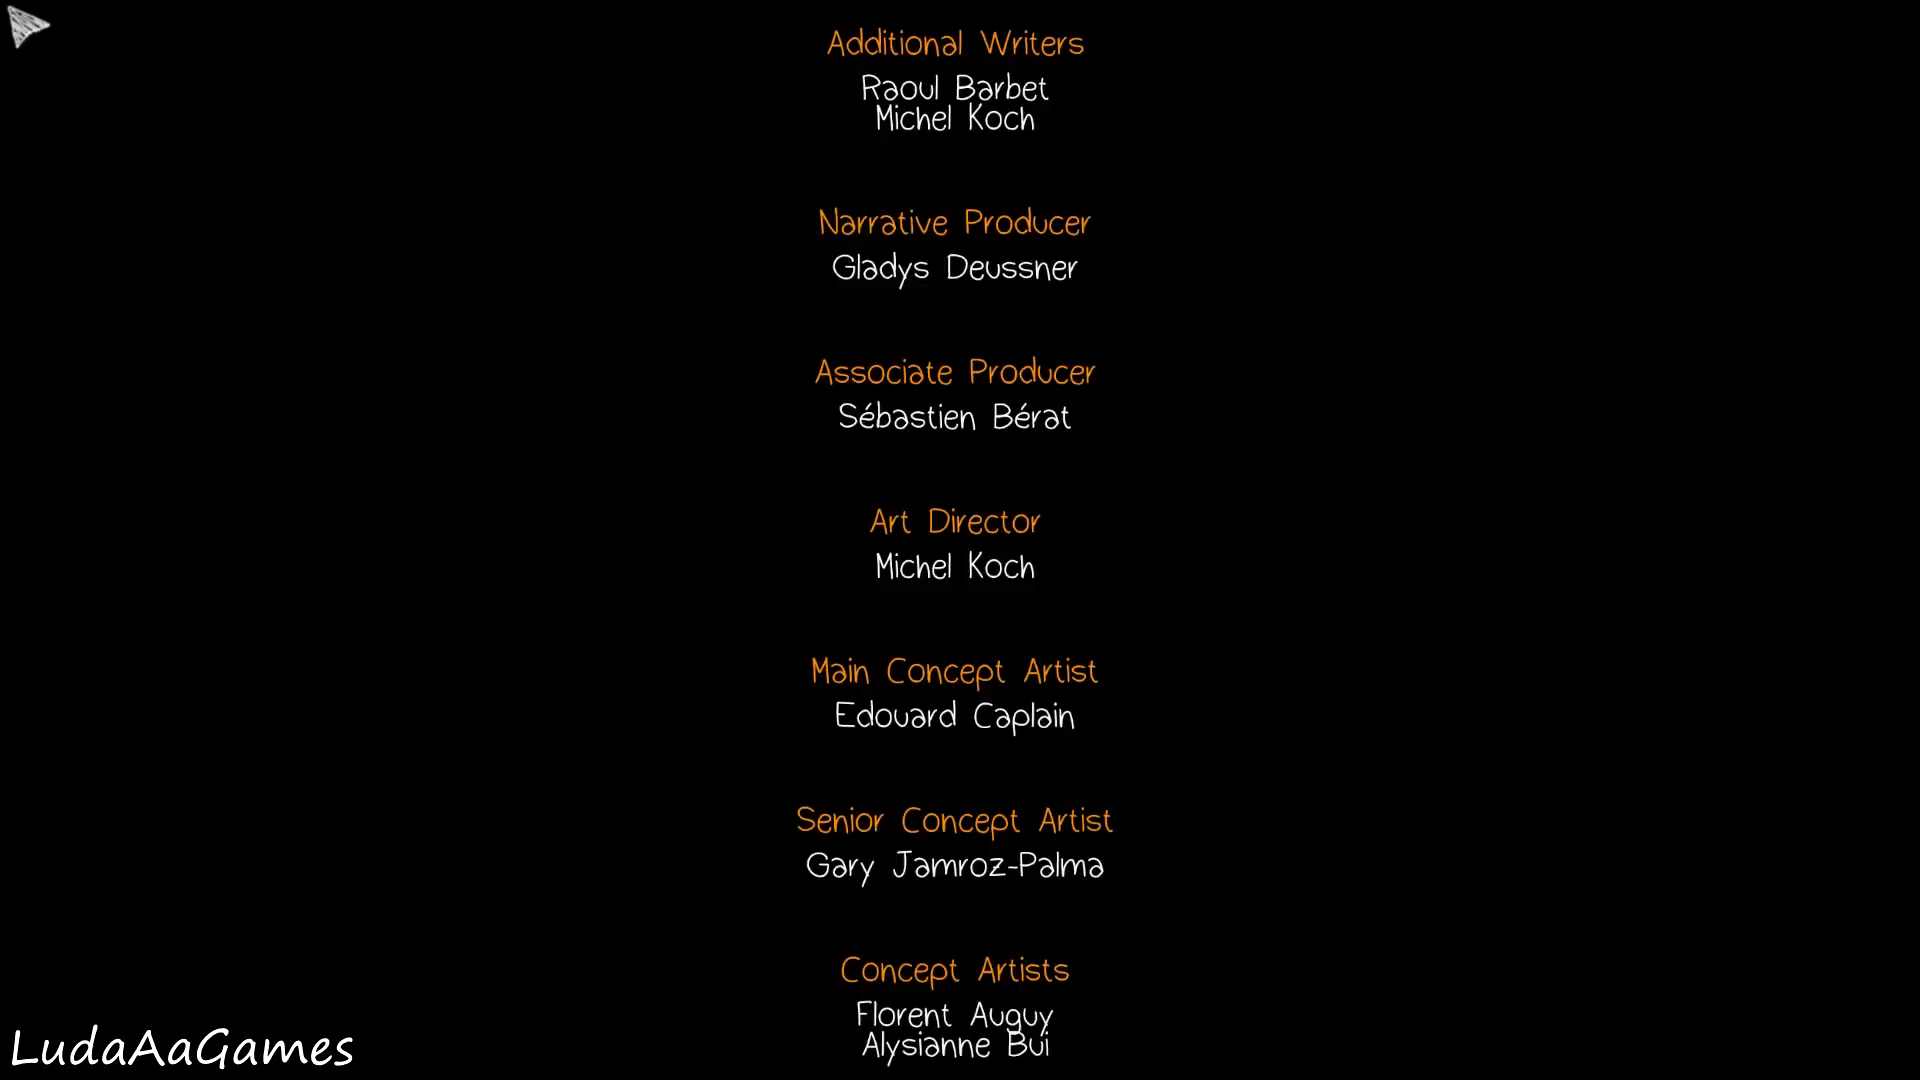 Additional Writers
Raoul Barbet
Michel Koch
Narrative Producer
Gladys Deussner
Associate Producer
Sébastien Bérat
Art Director
Michel Koch
Main Concept Artist
Edouard Caplain
Senior Concept Artist
Gary Jamroz-Palma
Concept Artists
Florent Auguy
Alysianne Bui
LudaAaGames